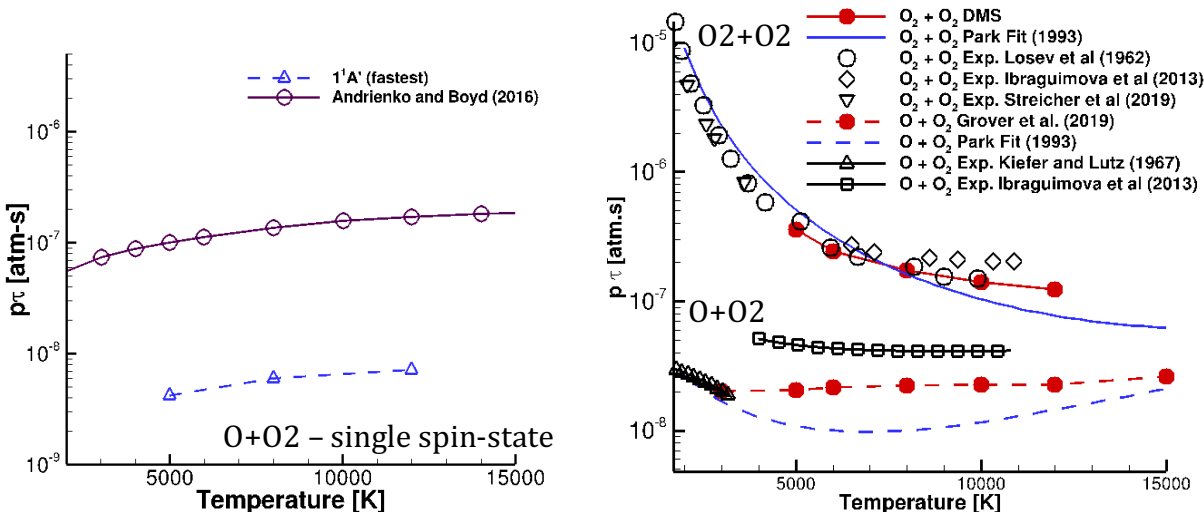 1¹A' (fastest)
Andrienko and Boyd (2016)
10⁻⁶
10⁻⁷
10⁻⁸
10⁻⁹
pτ [atm-s]
O+O2 – single spin-state
5000
10000
15000
Temperature [K]
O2+O2
O₂ + O₂ DMS
O₂ + O₂ Park Fit (1993)
O₂ + O₂ Exp. Losev et al (1962)
O₂ + O₂ Exp. Ibraguimova et al (2013)
O₂ + O₂ Exp. Streicher et al (2019)
O + O₂ Grover et al. (2019)
O + O₂ Park Fit (1993)
O + O₂ Exp. Kiefer and Lutz (1967)
O + O₂ Exp. Ibraguimova et al (2013)
10⁻⁵
10⁻⁶
10⁻⁷
10⁻⁸
p τ [atm.s]
O+O2
5000
10000
15000
Temperature [K]